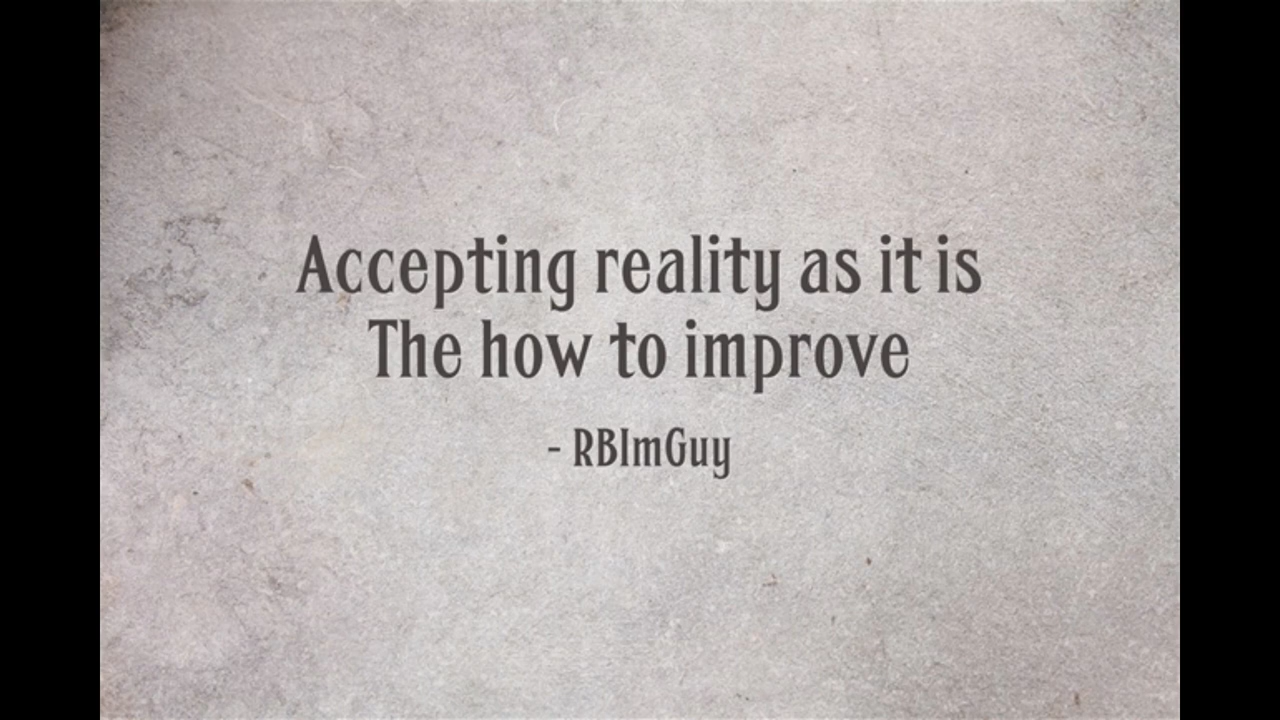 Accepting reality as it is
The how to improve
- RBImGuy